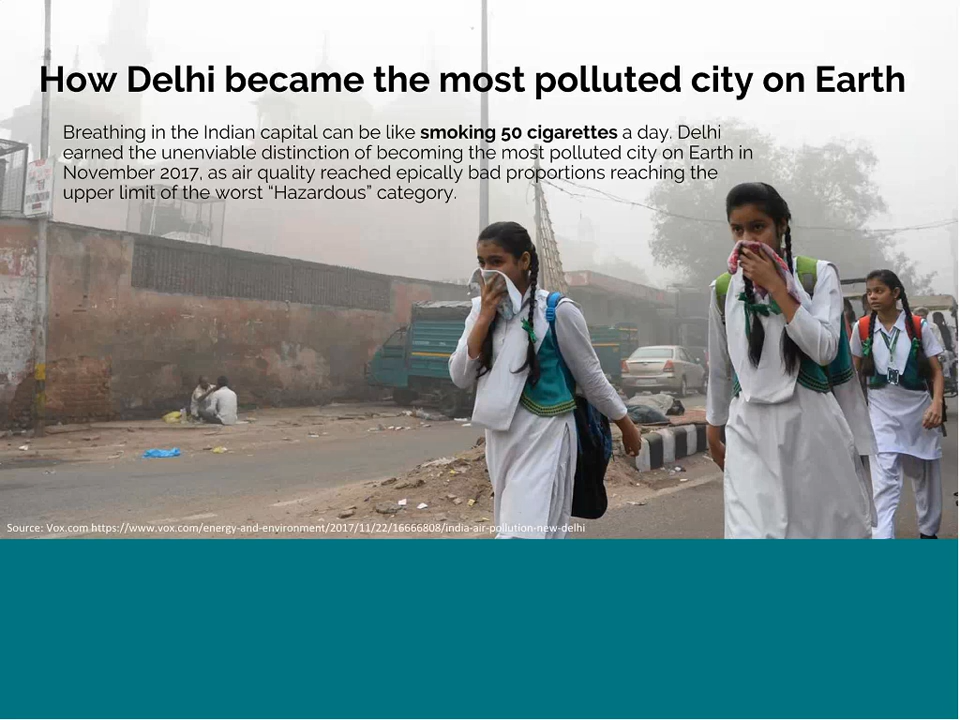 How Delhi became the most polluted city on Earth
Breathing in the Indian capital can be like smoking 50 cigarettes a day. Delhi
earned the unenviable distinction of becoming the most polluted city on Earth in
November 2017, as air quality reached epically bad proportions reaching the
upper limit of the worst “Hazardous” category.
Source: Vox.com https://www.vox.com/energy-and-environment/2017/11/22/16666808/india-air-pollution-new-delhi